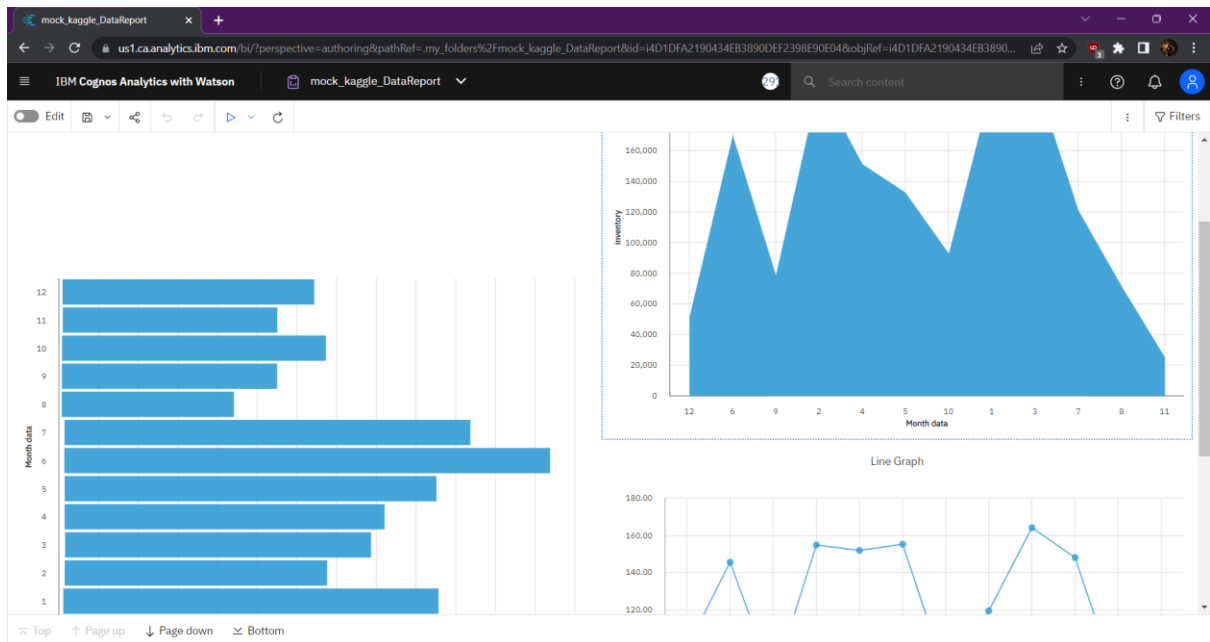 mock_kaggle_DataReport
us1.ca.analytics.ibm.com/bi/?perspective=authoring&pathRef=.my_folders%2Fmock_kaggle_DataReport&id=i4D1DFA2190434EB3890DEF2398E90E04&objRef=i4D1DFA2190434EB3890...
3
IBM Cognos Analytics with Watson
mock_kaggle_DataReport
Search content
Edit
Filters
12
11
10
9
8
7
6
5
4
3
2
1
Month data
160,000
140,000
120,000
100,000
80,000
60,000
40,000
20,000
0
inventory
12 6 9 2 4 5 10 1 3 7 8 11
Month data
Line Graph
180.00
160.00
140.00
120.00
Top Page up Page down Bottom